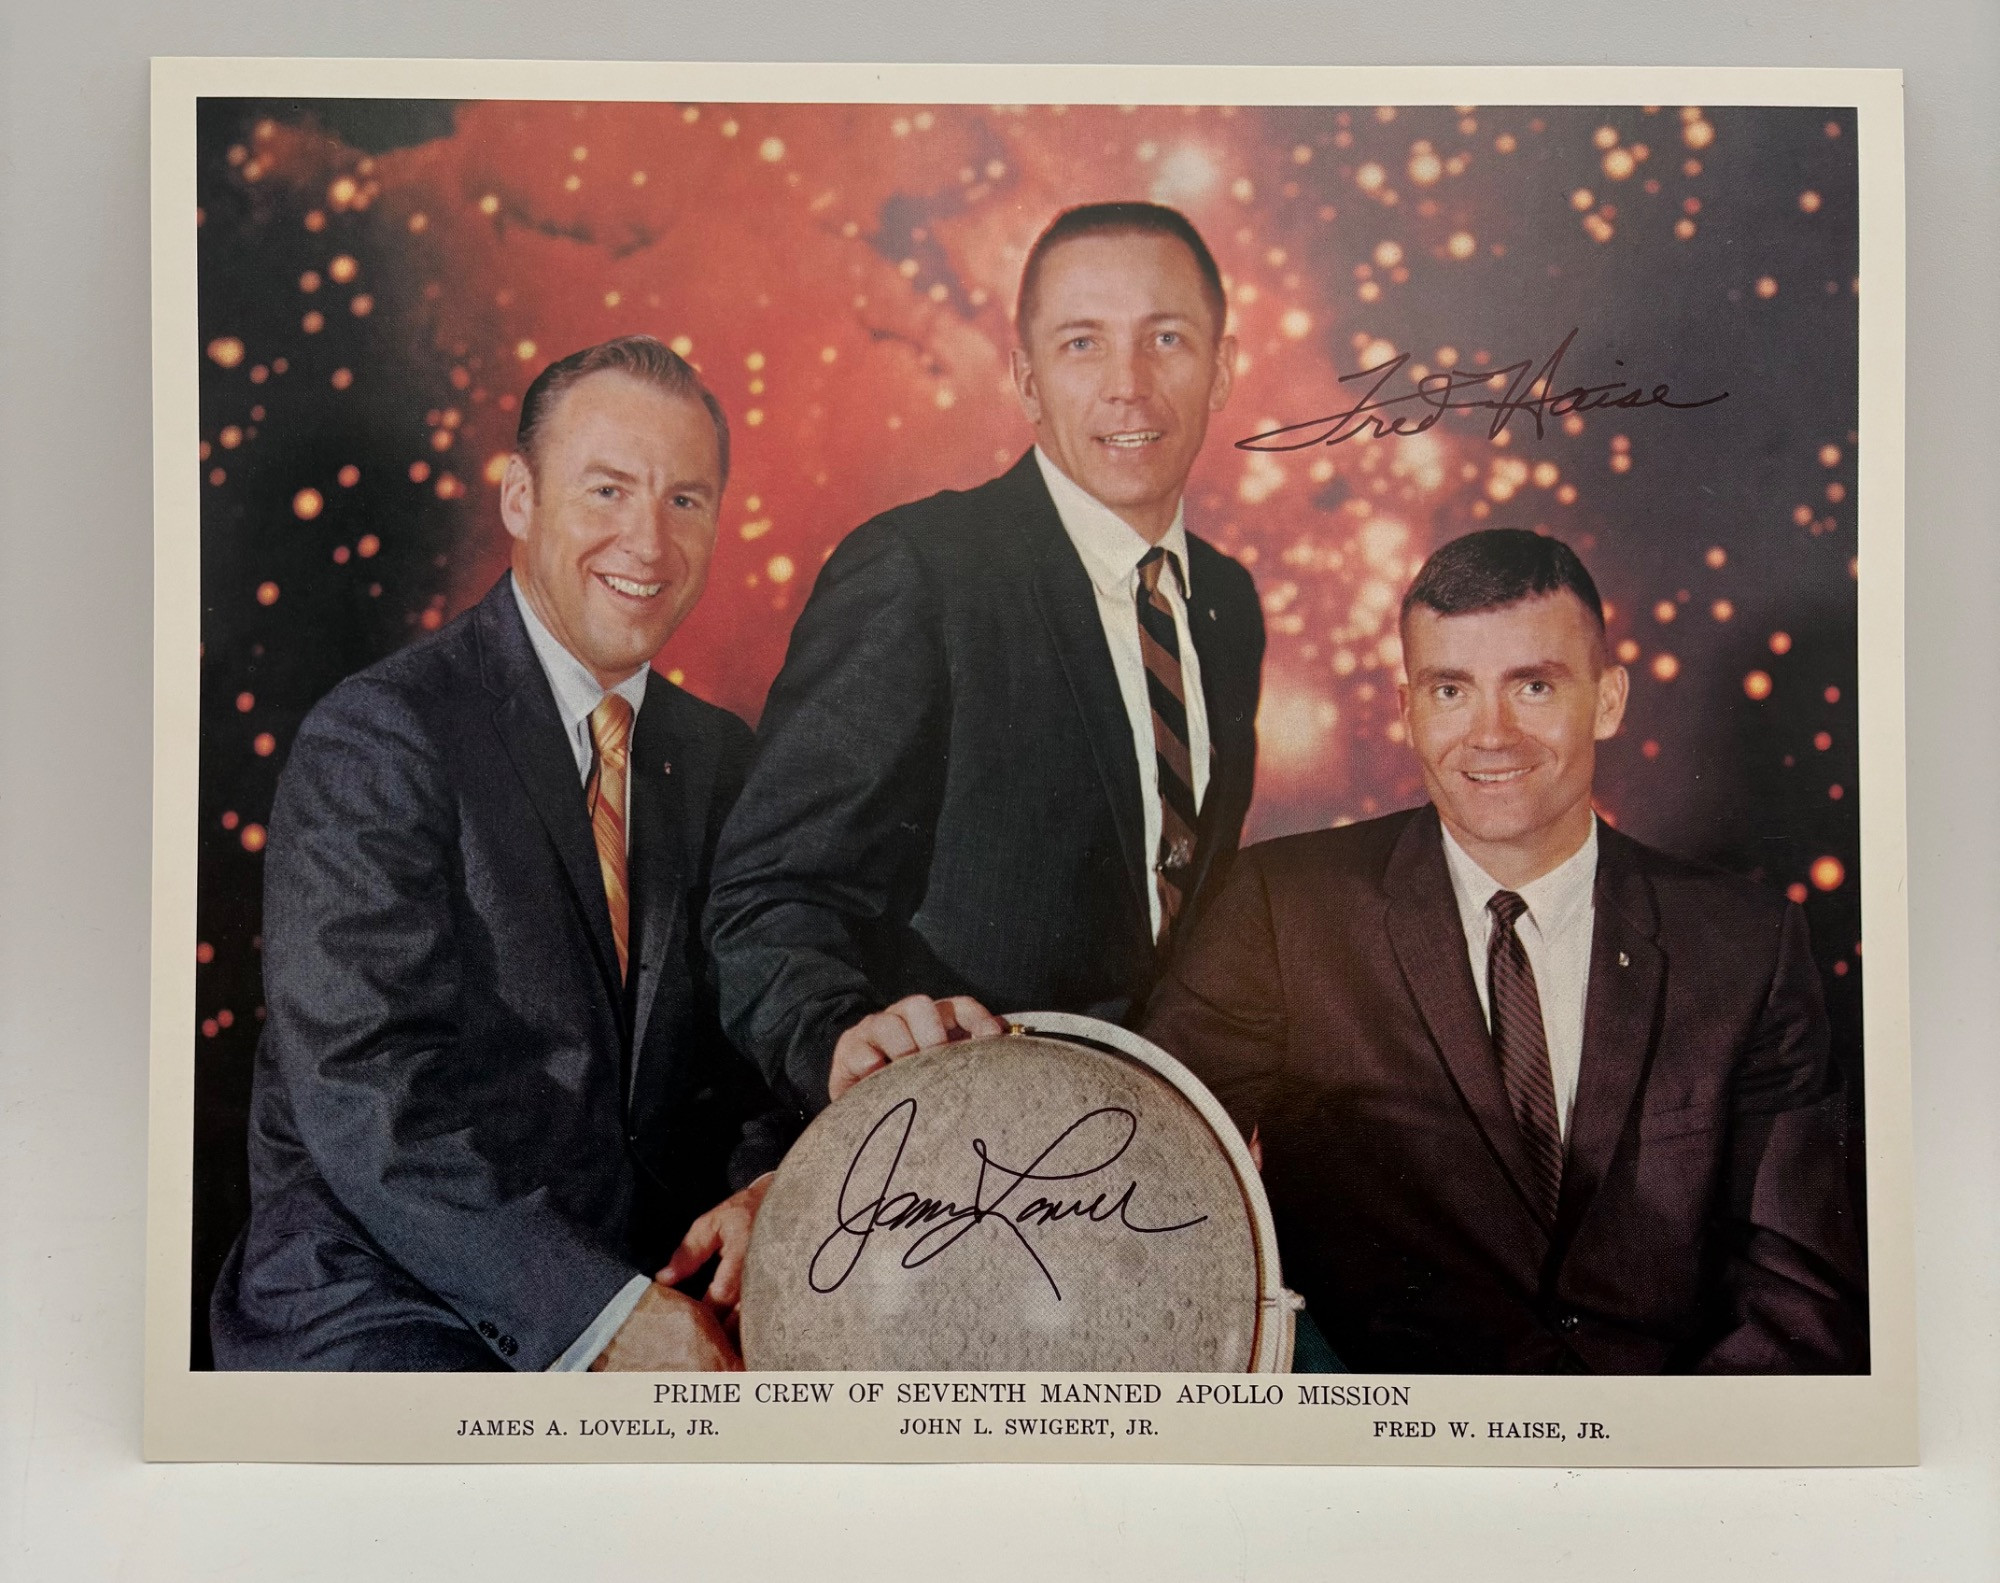 Fred Haise
James Lovell
PRIME CREW OF SEVENTH MANNED APOLLO MISSION
JAMES A. LOVELL, JR. JOHN L. SWIGERT, JR. FRED W. HAISE, JR.